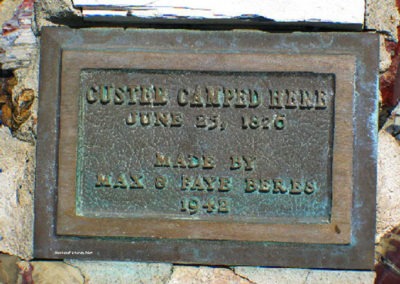 CUSTER CAMPED HERE
JUNE 25, 1876
MADE BY
MAX & FAYE BERES
1942